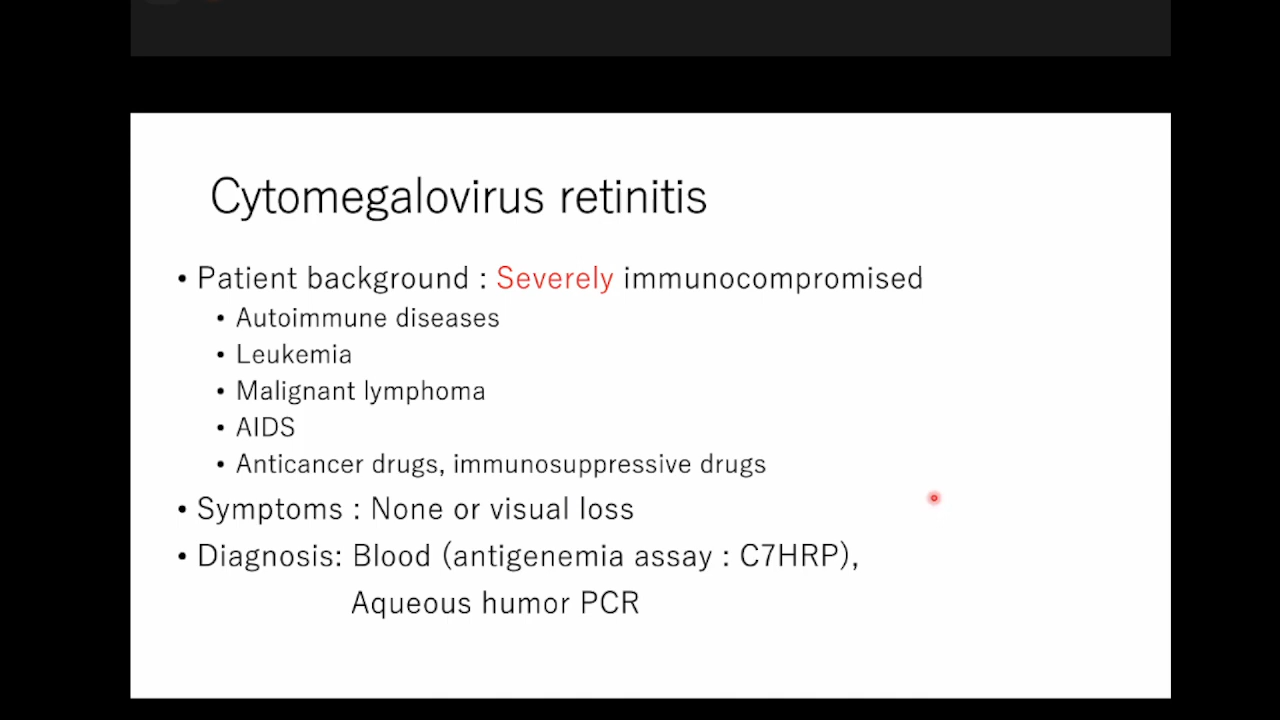 Cytomegalovirus retinitis
• Patient background : Severely immunocompromised
• Autoimmune diseases
• Leukemia
• Malignant lymphoma
• AIDS
• Anticancer drugs, immunosuppressive drugs
• Symptoms : None or visual loss
• Diagnosis: Blood (antigenemia assay : C7HRP),
Aqueous humor PCR